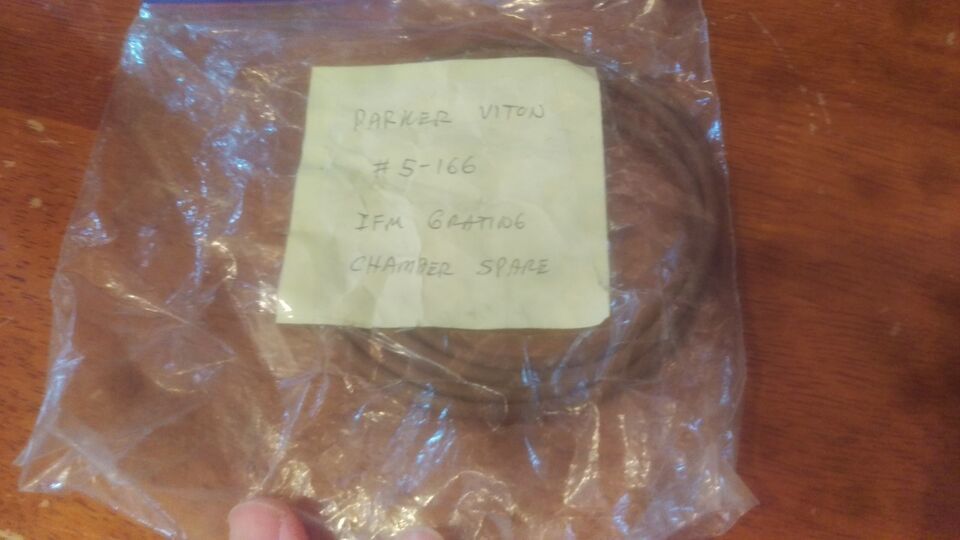 PARKER VITON
#5-166
IFM GRATING
CHAMBER SPARE